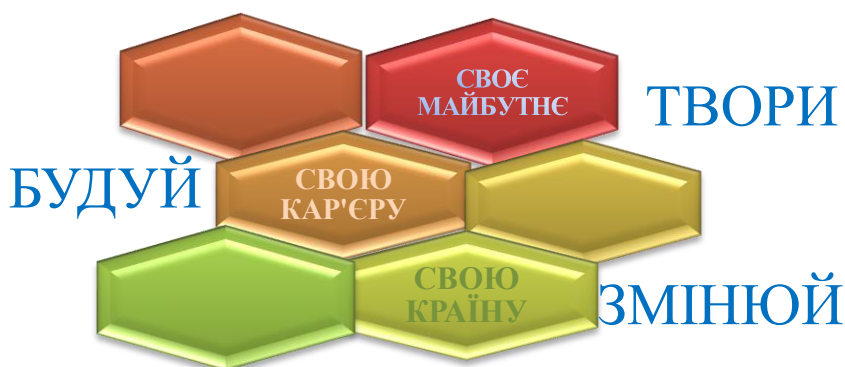 СВОЄ
МАЙБУТНЄ
ТВОРИ
БУДУЙ
СВОЮ
КАР'ЄРУ
СВОЮ
КРАЇНУ
ЗМІНЮЙ